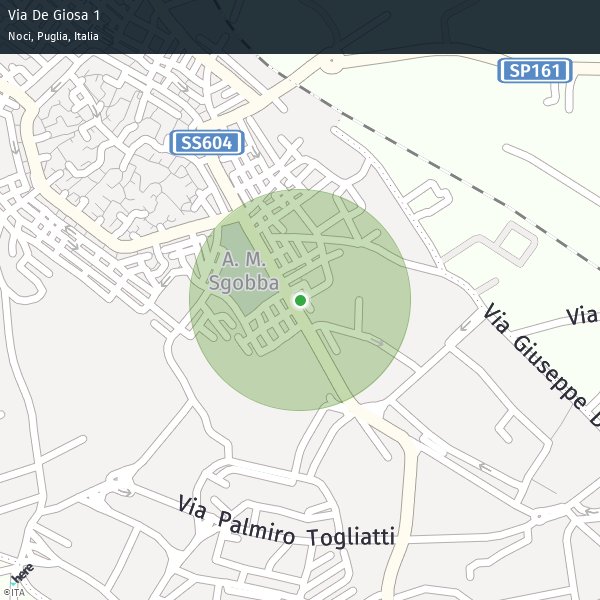 Via De Giosa 1
Noci, Puglia, Italia
SP161
SS604
A. M.
Sgobba
Via
Via Giuseppe D
Via Palmiro Togliatti
here
©ITA